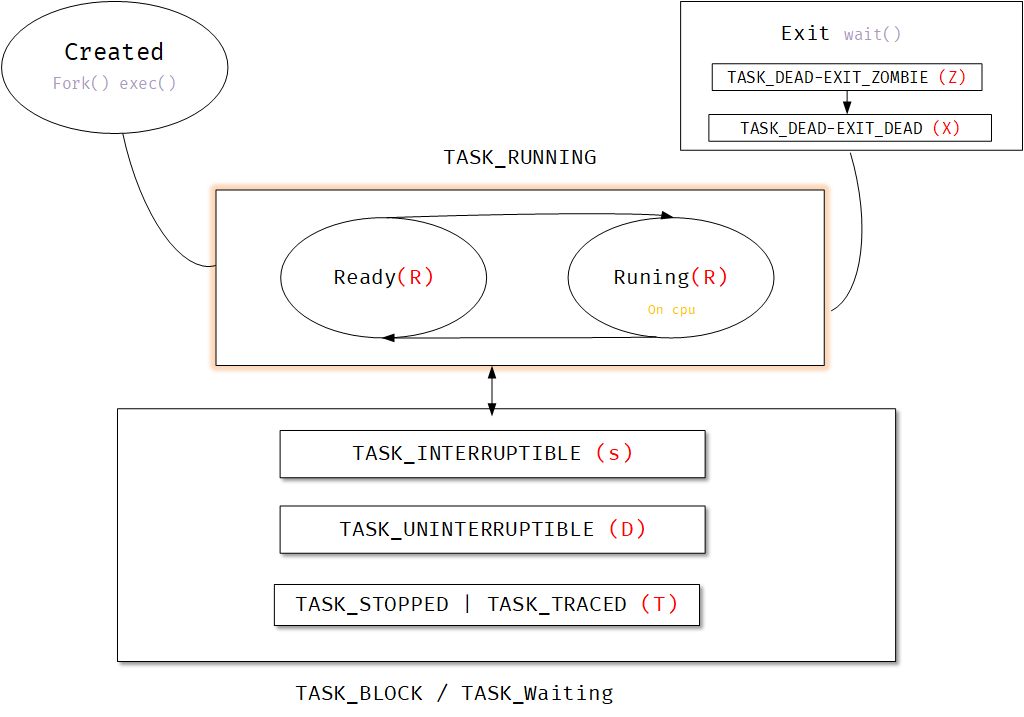 Created
Fork() exec()
Exit wait()
TASK_DEAD-EXIT_ZOMBIE (Z)
TASK_DEAD-EXIT_DEAD (X)
TASK_RUNNING
Ready(R)
Runing(R)
On cpu
TASK_INTERRUPTIBLE (s)
TASK_UNINTERRUPTIBLE (D)
TASK_STOPPED | TASK_TRACED (T)
TASK_BLOCK / TASK_Waiting